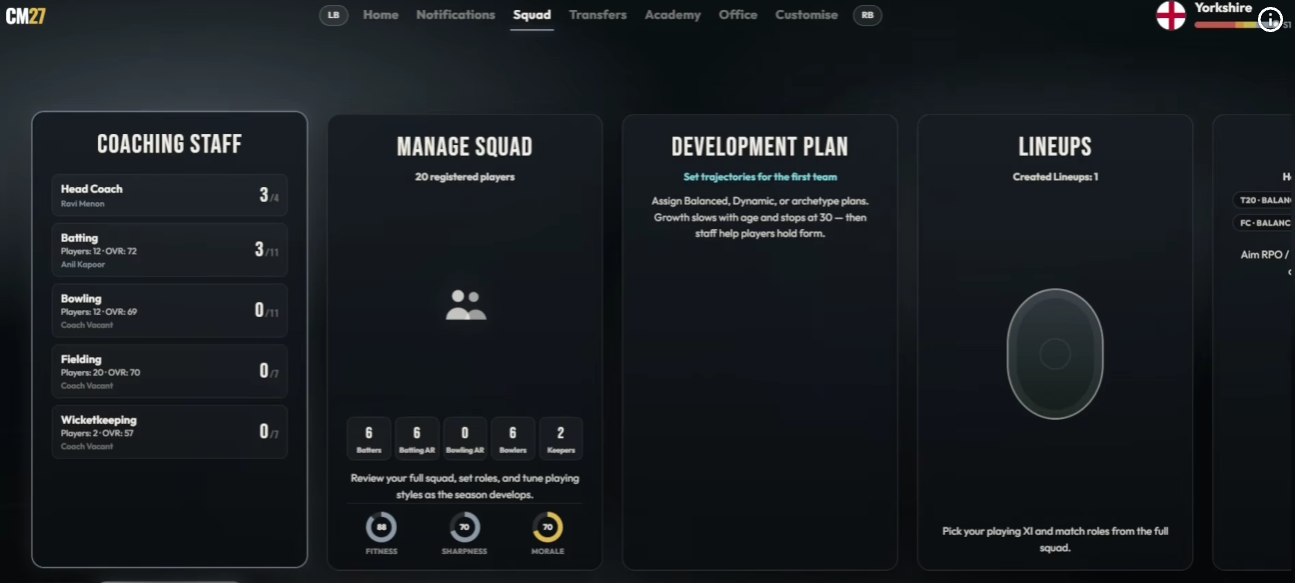 CM27
LB
Home
Notifications
Squad
Transfers
Academy
Office
Customise
RB
Yorkshire
COACHING STAFF
Head Coach
Ravi Menon
3/4
Batting
Players: 12 · OVR: 72
Anil Kapoor
3/11
Bowling
Players: 12 · OVR: 69
Coach Vacant
0/11
Fielding
Players: 20 · OVR: 70
Coach Vacant
0/7
Wicketkeeping
Players: 2 · OVR: 57
Coach Vacant
0/7
MANAGE SQUAD
20 registered players
6
Batters
6
Batting AR
0
Bowling AR
6
Bowlers
2
Keepers
Review your full squad, set roles, and tune playing
styles as the season develops.
88
FITNESS
70
SHARPNESS
70
MORALE
DEVELOPMENT PLAN
Set trajectories for the first team
Assign Balanced, Dynamic, or archetype plans.
Growth slows with age and stops at 30 — then
staff help players hold form.
LINEUPS
Created Lineups: 1
Pick your playing XI and match roles from the full
squad.
T20 · BALAN
FC · BALANC
Aim RPO /